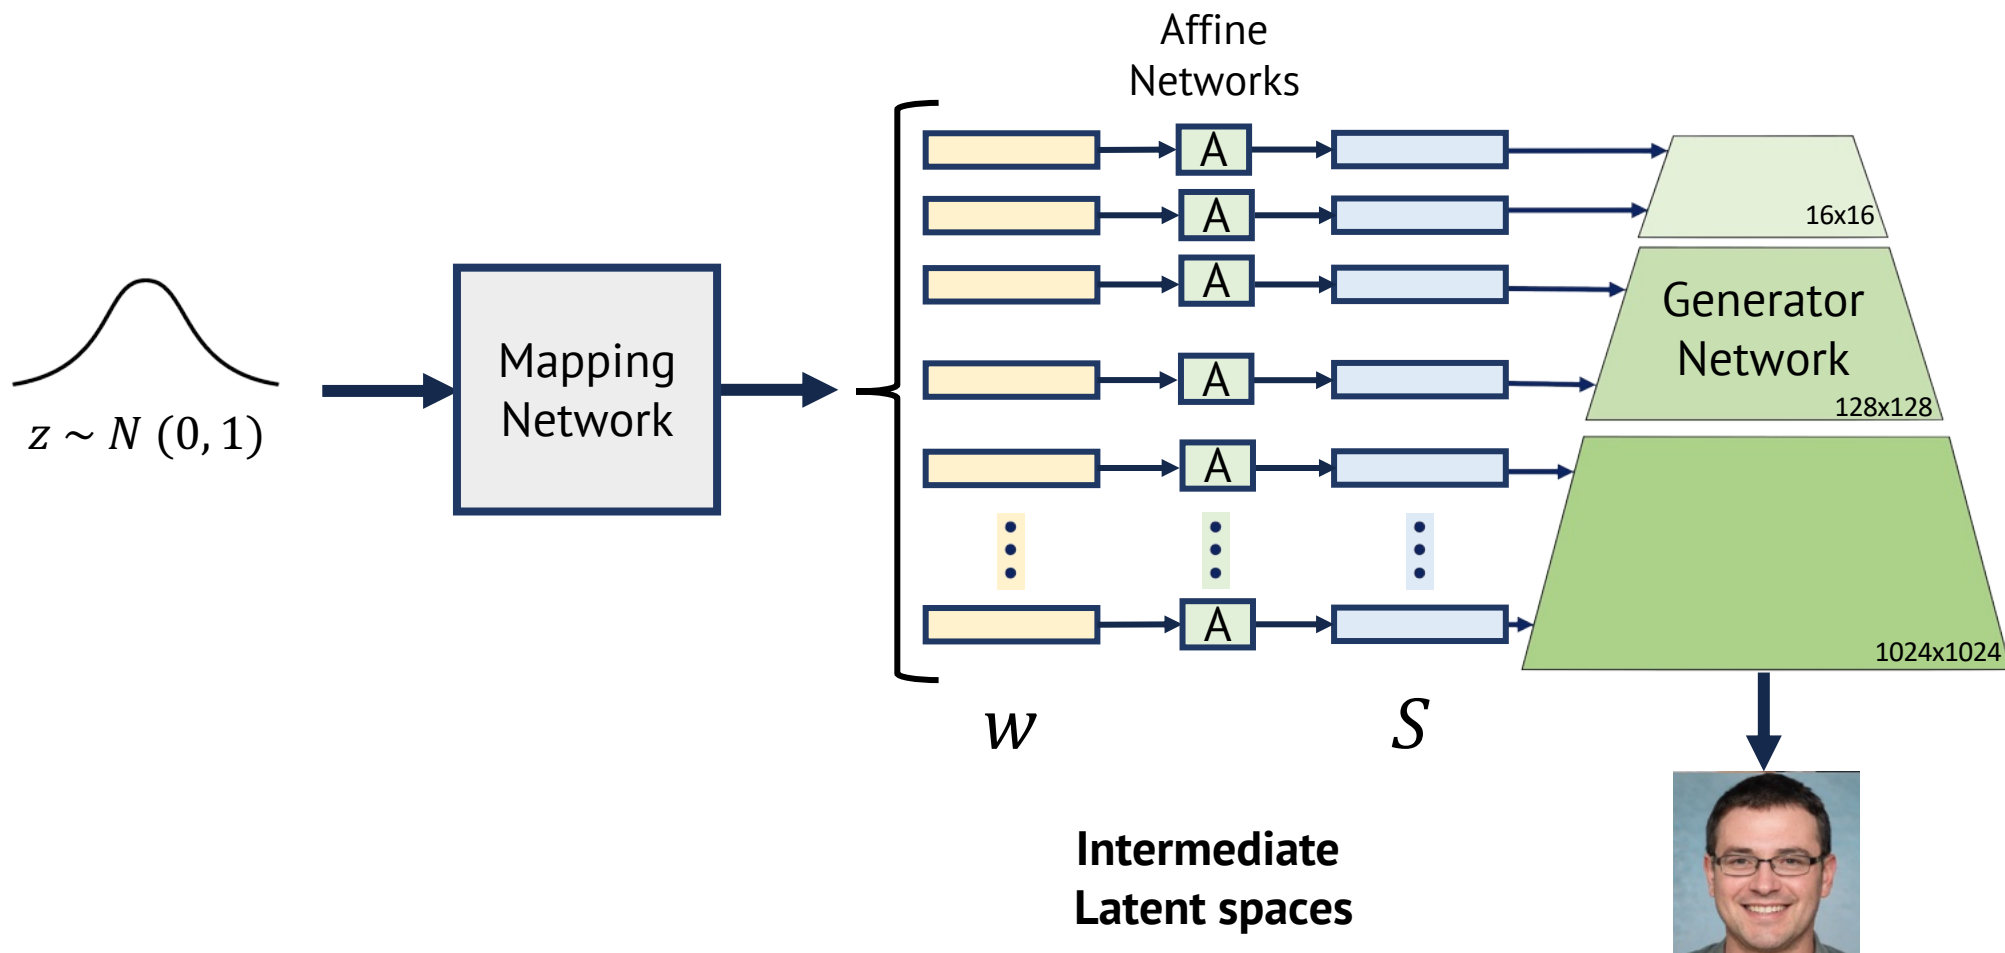 Affine
Networks
A
A
A
A
A
A
16x16
Generator
Network
128x128
1024x1024
Mapping
Network
z ~ N (0, 1)
w
S
Intermediate
Latent spaces